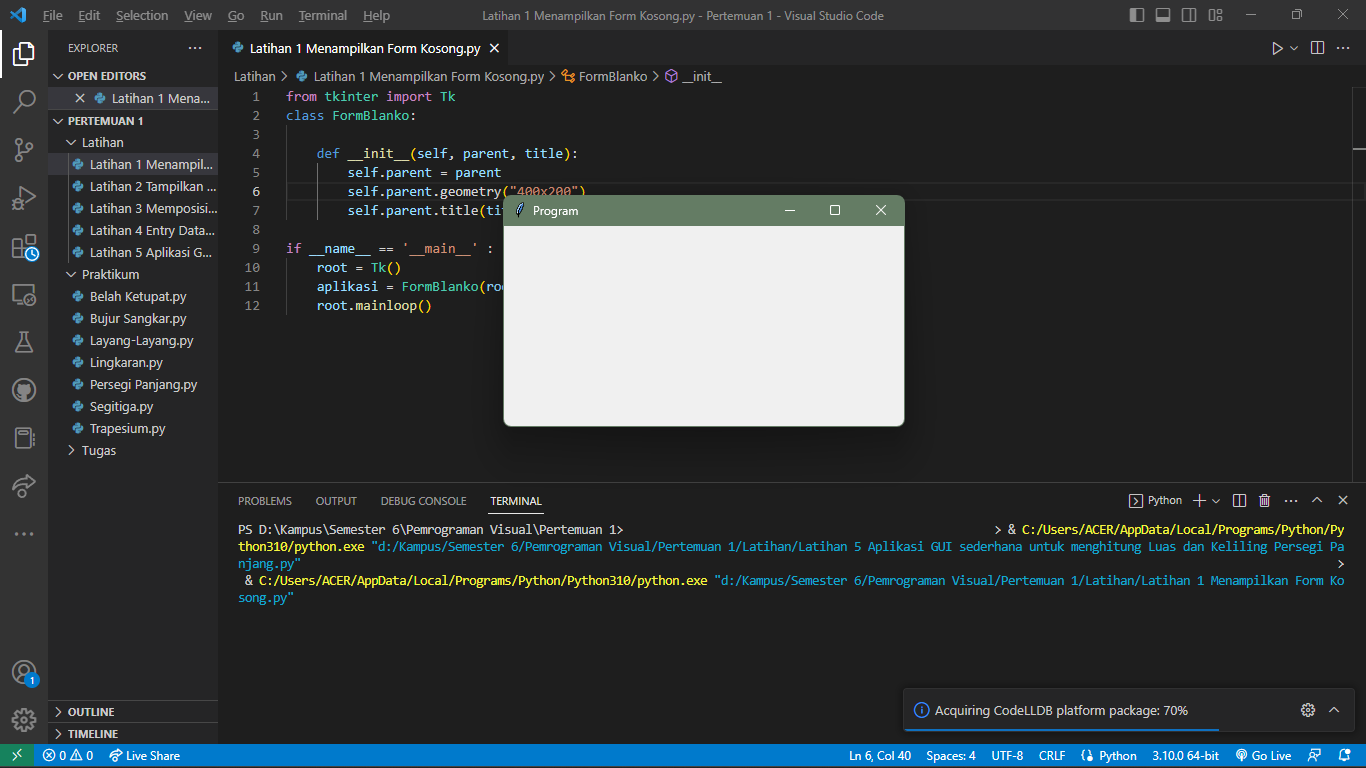 File Edit Selection View Go Run Terminal Help
Latihan 1 Menampilkan Form Kosong.py - Pertemuan 1 - Visual Studio Code
EXPLORER
OPEN EDITORS
Latihan 1 Mena...
PERTEMUAN 1
Latihan
Latihan 1 Menampil...
Latihan 2 Tampilkan ...
Latihan 3 Memposisi...
Latihan 4 Entry Data...
Latihan 5 Aplikasi G...
Praktikum
Belah Ketupat.py
Bujur Sangkar.py
Layang-Layang.py
Lingkaran.py
Persegi Panjang.py
Segitiga.py
Trapesium.py
Tugas
OUTLINE
TIMELINE
1
Latihan 1 Menampilkan Form Kosong.py
Latihan > Latihan 1 Menampilkan Form Kosong.py > FormBlanko > __init__
1 from tkinter import Tk
2 class FormBlanko:
3
4 def __init__(self, parent, title):
5 self.parent = parent
6 self.parent.geometry("400x200")
7 self.parent.title(ti
8
9 if __name__ == '__main__' :
10 root = Tk()
11 aplikasi = FormBlanko(ro
12 root.mainloop()
Program
PROBLEMS OUTPUT DEBUG CONSOLE TERMINAL
Python
PS D:\Kampus\Semester 6\Pemrograman Visual\Pertemuan 1> > & C:/Users/ACER/AppData/Local/Programs/Python/Py
thon310/python.exe "d:/Kampus/Semester 6/Pemrograman Visual/Pertemuan 1/Latihan/Latihan 5 Aplikasi GUI sederhana untuk menghitung Luas dan Keliling Persegi Pa
njang.py"
>
& C:/Users/ACER/AppData/Local/Programs/Python/Python310/python.exe "d:/Kampus/Semester 6/Pemrograman Visual/Pertemuan 1/Latihan/Latihan 1 Menampilkan Form Ko
song.py"
Acquiring CodeLLDB platform package: 70%
0 0 Live Share
Ln 6, Col 40 Spaces: 4 UTF-8 CRLF Python 3.10.0 64-bit Go Live